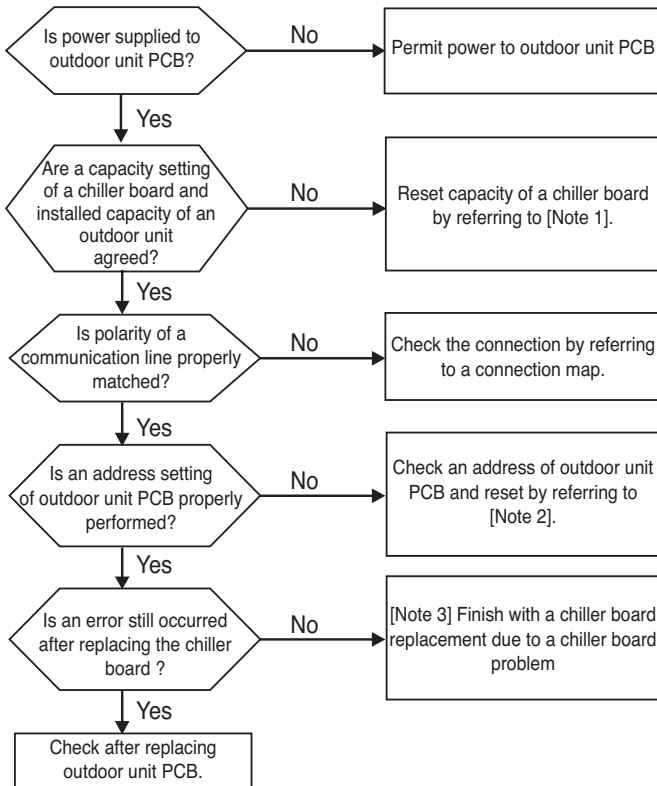 Is power supplied to
outdoor unit PCB?
No
Permit power to outdoor unit PCB
Yes
Are a capacity setting
of a chiller board and
installed capacity of an
outdoor unit
agreed?
No
Reset capacity of a chiller board
by referring to [Note 1].
Yes
Is polarity of a
communication line properly
matched?
No
Check the connection by referring
to a connection map.
Yes
Is an address setting
of outdoor unit PCB properly
performed?
No
Check an address of outdoor unit
PCB and reset by referring to
[Note 2].
Yes
Is an error still occurred
after replacing the chiller
board ?
No
[Note 3] Finish with a chiller board
replacement due to a chiller board
problem
Yes
Check after replacing
outdoor unit PCB.